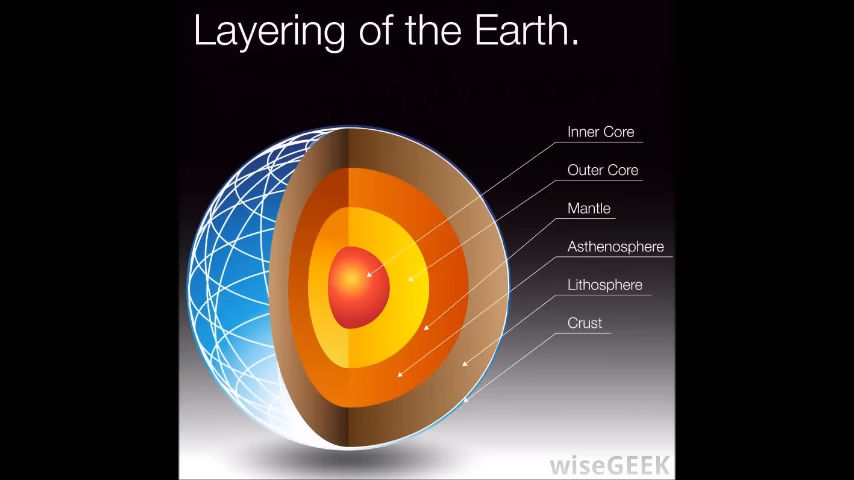 Layering of the Earth.
Inner Core
Outer Core
Mantle
Asthenosphere
Lithosphere
Crust
wiseGEEK